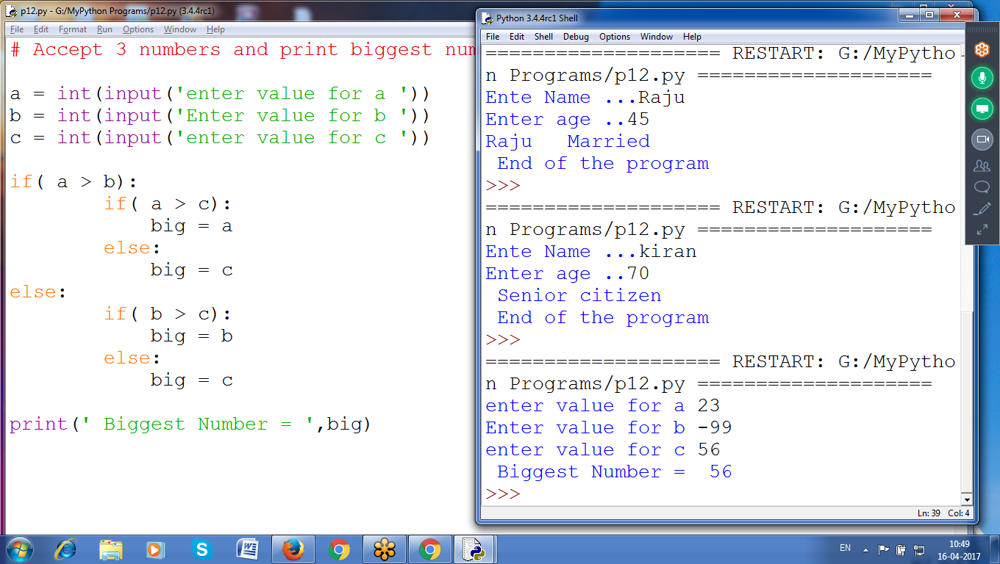 p12.py - G:/MyPython Programs/p12.py (3.4.4rc1)
File Edit Format Run Options Window Help
# Accept 3 numbers and print biggest
a = int(input('enter value for a '))
b = int(input('Enter value for b '))
c = int(input('enter value for c '))
if( a > b):
if( a > c):
big = a
else:
big = c
else:
if( b > c):
big = b
else:
big = c
print(' Biggest Number = ',big)
Python 3.4.4rc1 Shell
File Edit Shell Debug Options Window Help
==================== RESTART: G:/MyPytho
n Programs/p12.py ====================
Ente Name ...Raju
Enter age ..45
Raju   Married
End of the program
>>>
==================== RESTART: G:/MyPytho
n Programs/p12.py ====================
Ente Name ...kiran
Enter age ..70
Senior citizen
End of the program
>>>
==================== RESTART: G:/MyPytho
n Programs/p12.py ====================
enter value for a 23
Enter value for b -99
enter value for c 56
Biggest Number =  56
>>>
Ln: 39 Col: 4
EN
10:49
16-04-2017